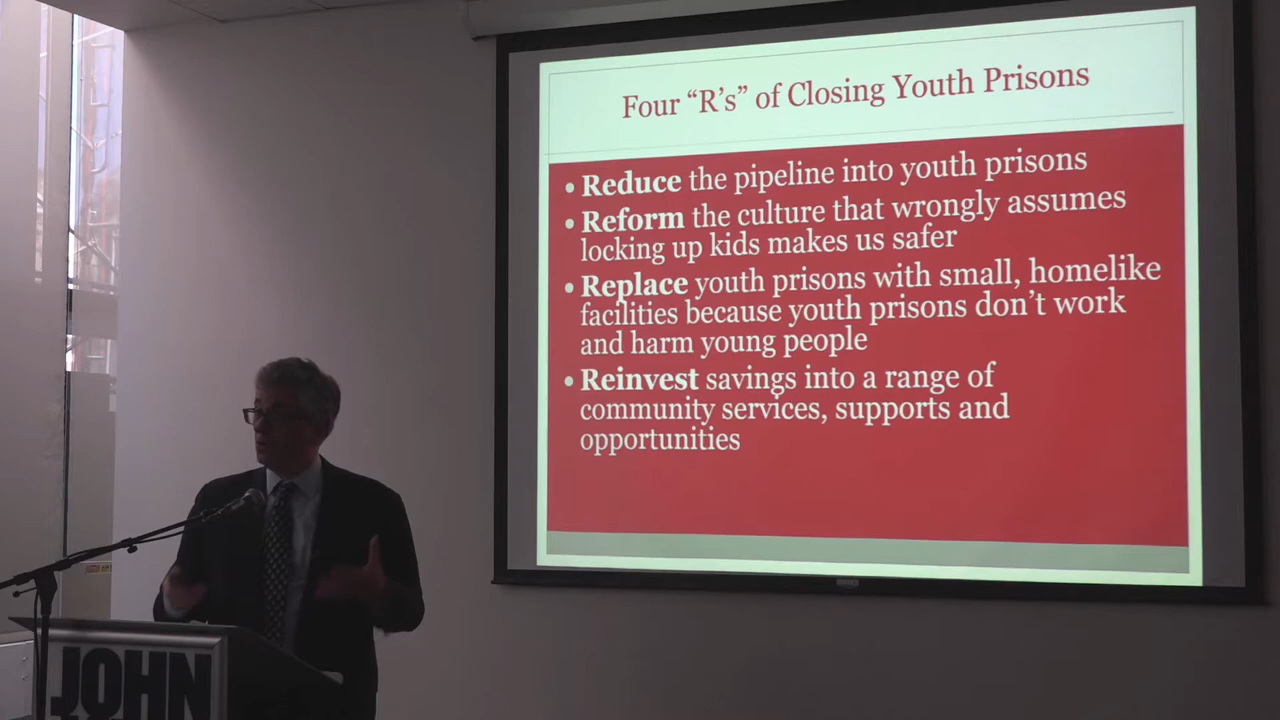 Four “R’s” of Closing Youth Prisons
• Reduce the pipeline into youth prisons
• Reform the culture that wrongly assumes
locking up kids makes us safer
• Replace youth prisons with small, homelike
facilities because youth prisons don’t work
and harm young people
• Reinvest savings into a range of
community services, supports and
opportunities
JOHN